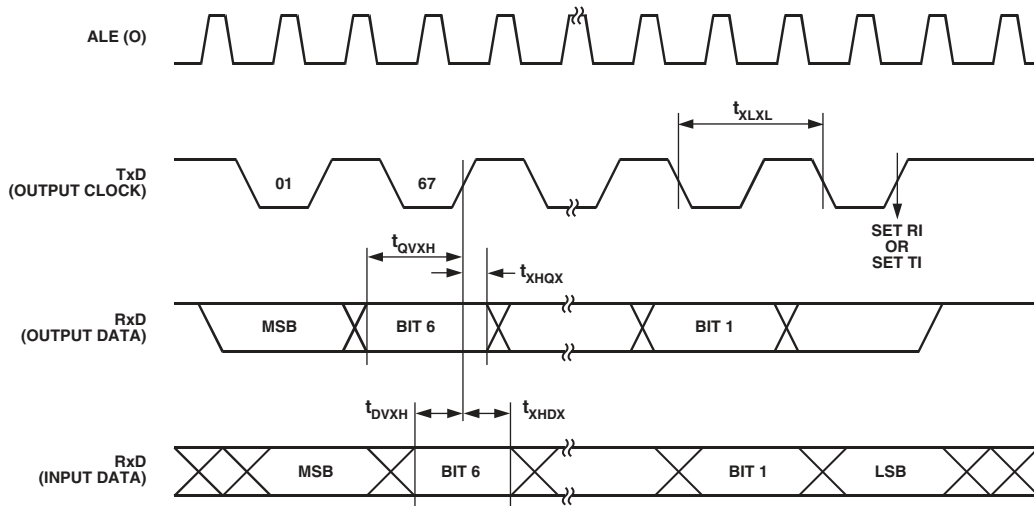 ALE (O)
tXLXL
TxD
(OUTPUT CLOCK)
01
67
SET RI
OR
SET TI
tQVXH
tXHQX
RxD
(OUTPUT DATA)
MSB
BIT 6
BIT 1
tDVXH
tXHDX
RxD
(INPUT DATA)
MSB
BIT 6
BIT 1
LSB